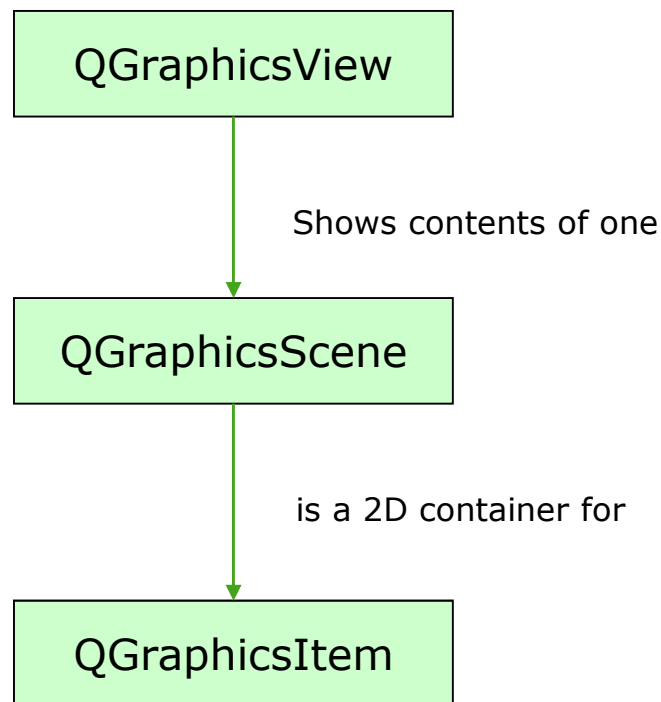 QGraphicsView
Shows contents of one
QGraphicsScene
is a 2D container for
QGraphicsItem